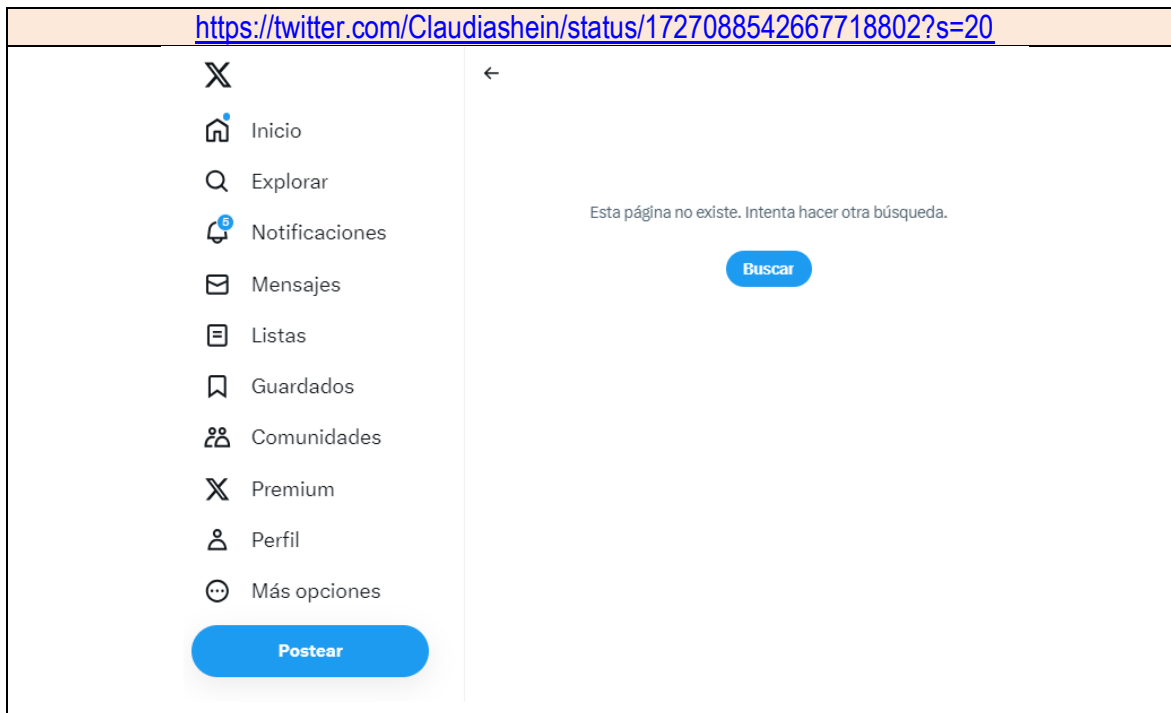 https://twitter.com/Claudiashein/status/1727088542667718802?s=20
Inicio
Explorar
5
Notificaciones
Mensajes
Listas
Guardados
Comunidades
Premium
Perfil
Más opciones
Postear
Esta página no existe. Intenta hacer otra búsqueda.
Buscar